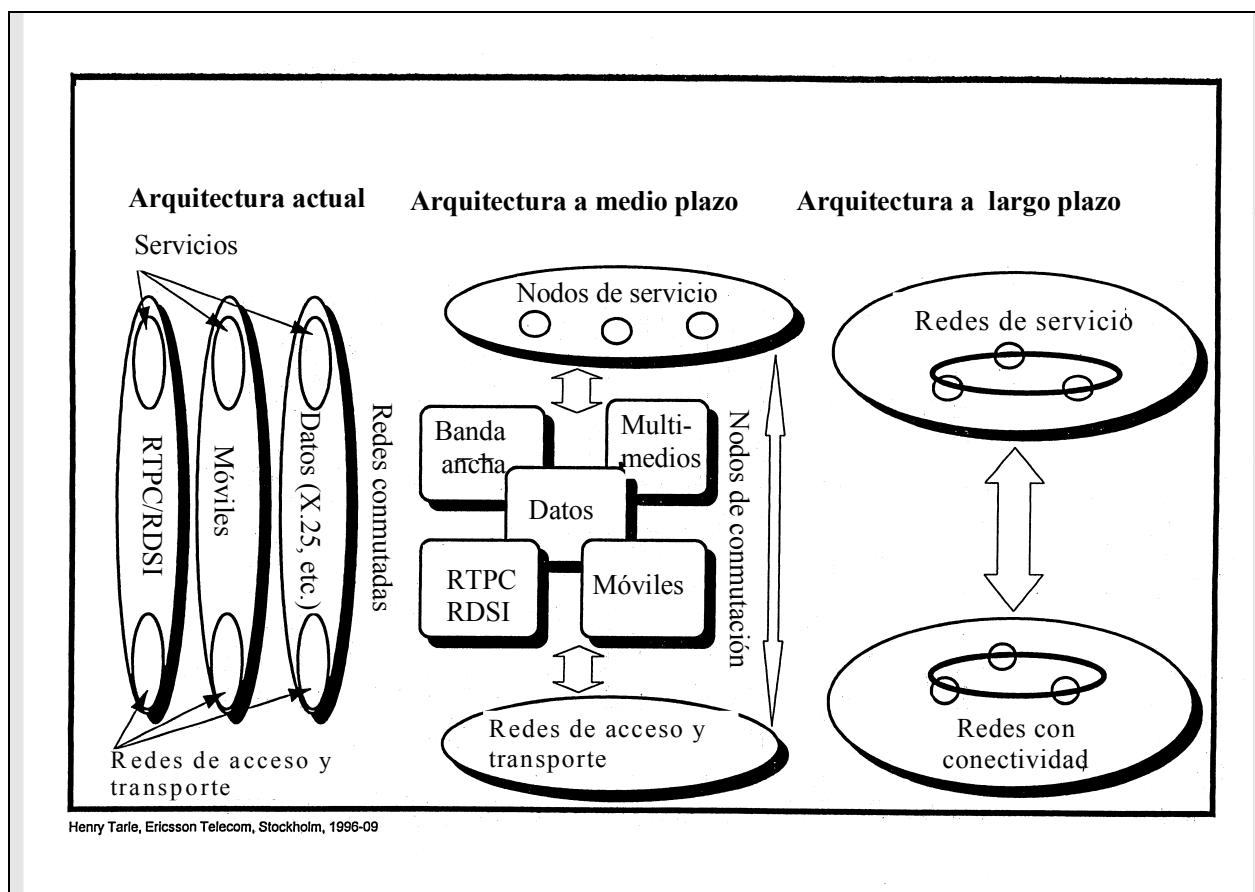 Arquitectura actual
Arquitectura a medio plazo
Arquitectura a largo plazo
Servicios
RTPC/RDSI
Móviles
Datos (X.25, etc.)
Redes conmutadas
Redes de acceso y
transporte
Nodos de servicio
Banda
ancha
Multi-
medios
Datos
RTPC
RDSI
Móviles
Nodos de conmutación
Redes de acceso y
transporte
Redes de servicio
Redes con
conectividad
Henry Tarle, Ericsson Telecom, Stockholm, 1996-09